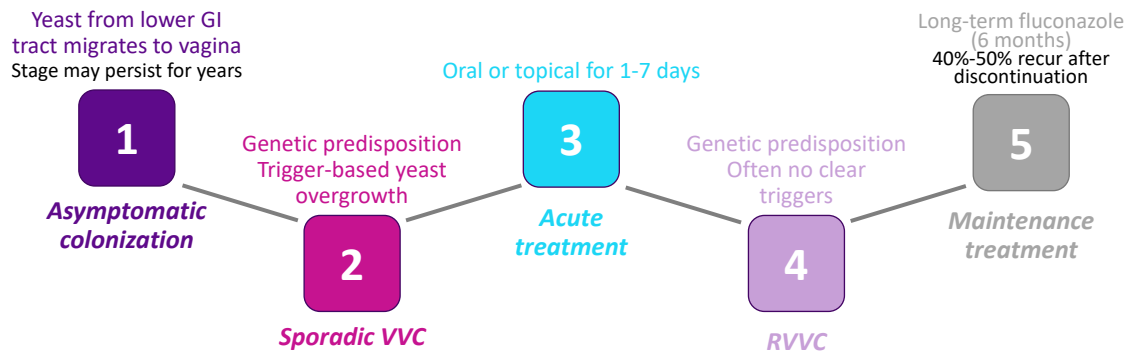 Yeast from lower GI
tract migrates to vagina
Stage may persist for years
1
Asymptomatic
colonization
Genetic predisposition
Trigger-based yeast
overgrowth
2
Sporadic VVC
Oral or topical for 1-7 days
3
Acute
treatment
Genetic predisposition
Often no clear
triggers
4
RVVC
Long-term fluconazole
(6 months)
40%-50% recur after
discontinuation
5
Maintenance
treatment